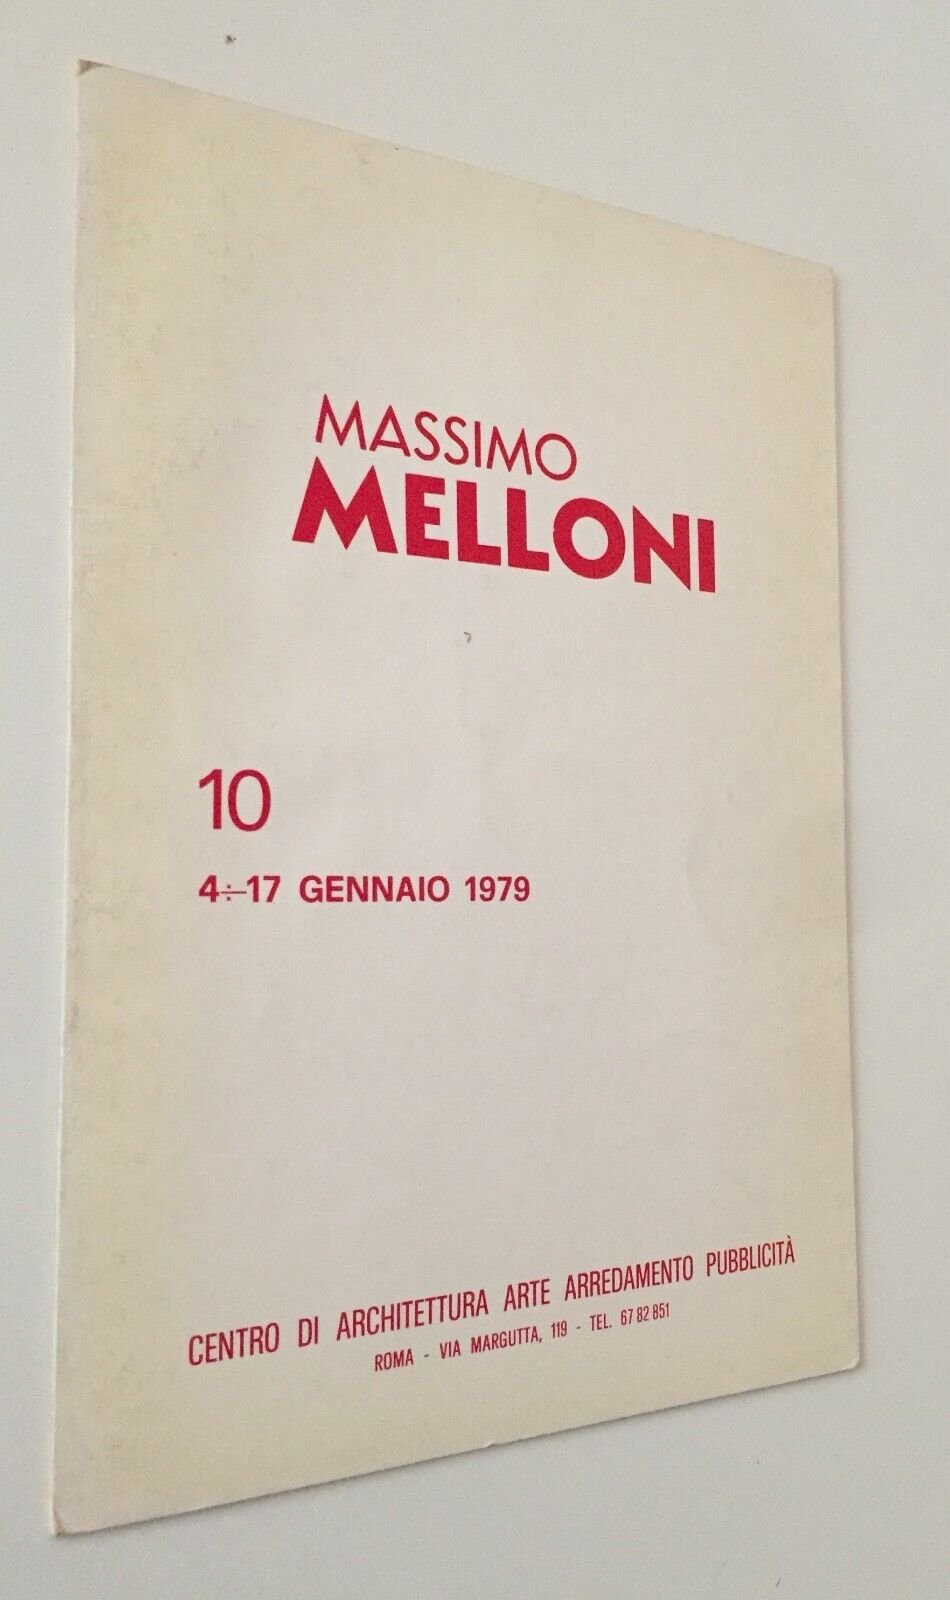 MASSIMO
MELLONI
10
4÷17 GENNAIO 1979
CENTRO DI ARCHITETTURA ARTE ARREDAMENTO PUBBLICITÀ
ROMA - VIA MARGUTTA, 119 - TEL. 67 82 851